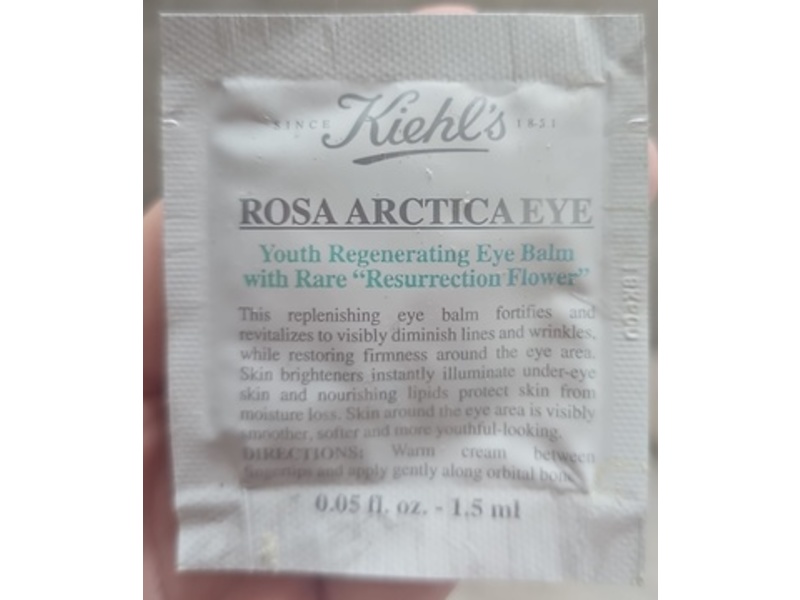 SINCE Kiehl's 1851
ROSA ARCTICA EYE
Youth Regenerating Eye Balm
with Rare “Resurrection Flower”
This replenishing eye balm fortifies and
revitalizes to visibly diminish lines and wrinkles,
while restoring firmness around the eye area.
Skin brighteners instantly illuminate under-eye
skin and nourishing lipids protect skin from
moisture loss. Skin around the eye area is visibly
smoother, softer and more youthful-looking.
DIRECTIONS: Warm cream between
fingertips and apply gently along orbital bone.
0.05 fl. oz. - 1.5 ml